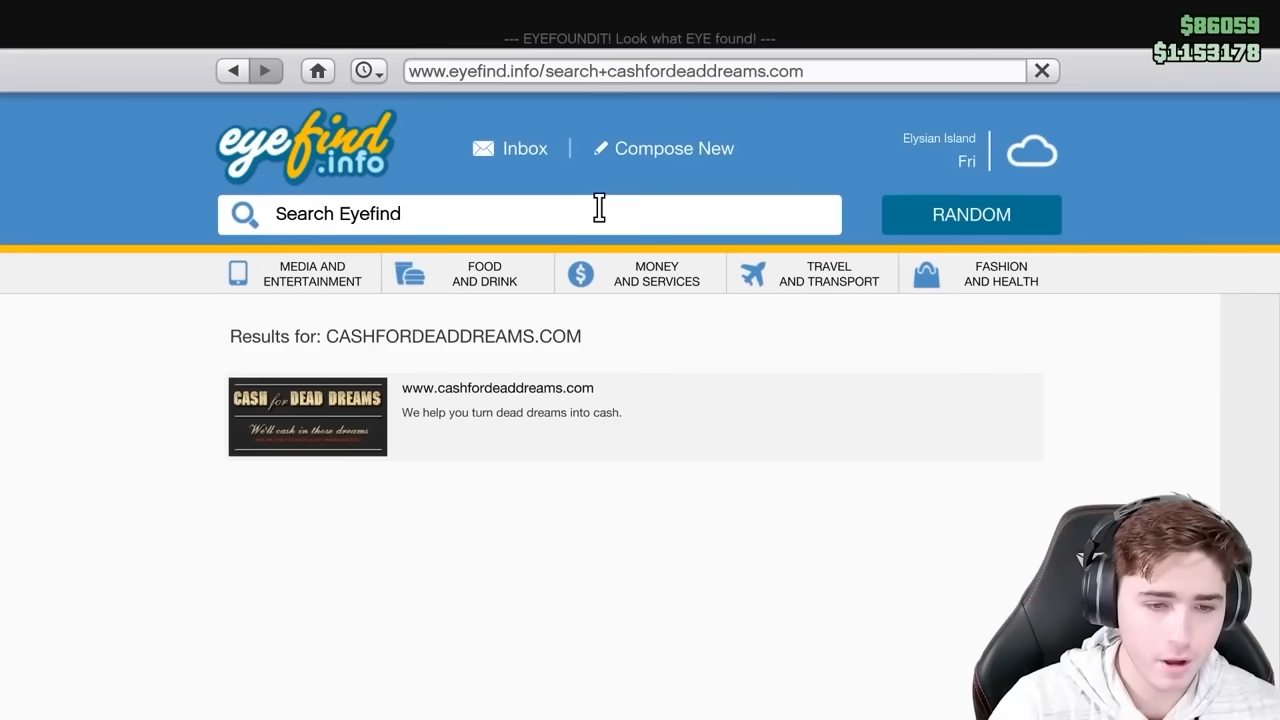 $86059
--- EYEFOUNDIT! Look what EYE found! ---
$1153178
www.eyefind.info/search+cashfordeaddreams.com
eyefind.info
Inbox
Compose New
Elysian Island
Fri
Search Eyefind
RANDOM
MEDIA AND
ENTERTAINMENT
FOOD
AND DRINK
MONEY
AND SERVICES
TRAVEL
AND TRANSPORT
FASHION
AND HEALTH
Results for: CASHFORDEADDREAMS.COM
CASH for DEAD DREAMS
We'll cash in those dreams
www.cashfordeaddreams.com
We help you turn dead dreams into cash.